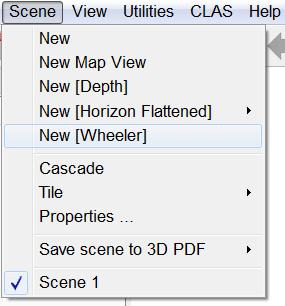 Scene View Utilities CLAS Help
New
New Map View
New [Depth]
New [Horizon Flattened]
New [Wheeler]
Cascade
Tile
Properties ...
Save scene to 3D PDF
Scene 1